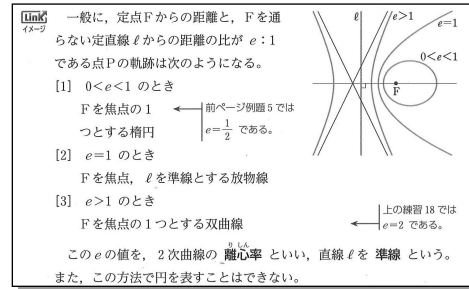 Link
イメージ
一般に，定点Fからの距離と，Fを通
らない定直線ℓからの距離の比が e：1
である点Pの軌跡は次のようになる。
[1] 0<e<1 のとき
Fを焦点の1
つとする楕円
前ページ例題5では
e=1/2 である。
[2] e=1 のとき
Fを焦点，ℓを準線とする放物線
[3] e>1 のとき
Fを焦点の1つとする双曲線
上の練習18では
e=2 である。
りしん
このeの値を，2次曲線の 離心率 といい，直線ℓを 準線 という。
また，この方法で円を表すことはできない。
ℓ
e>1
e=1
0<e<1
F